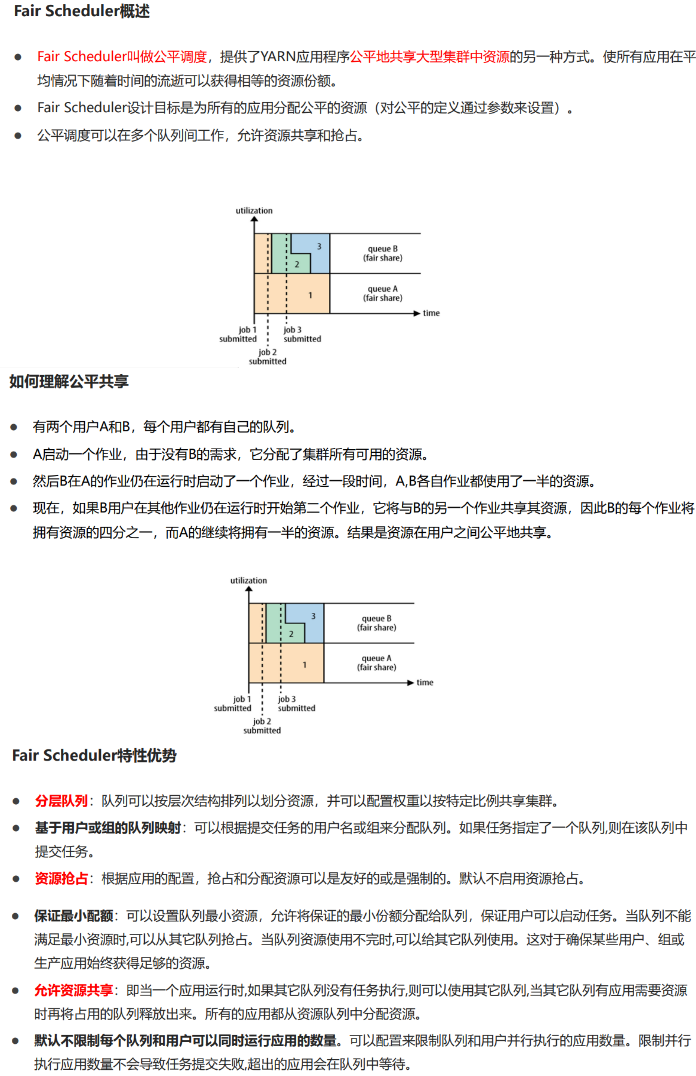 Fair Scheduler概述
● Fair Scheduler叫做公平调度，提供了YARN应用程序公平地共享大型集群中资源的另一种方式。使所有应用在平
均情况下随着时间的流逝可以获得相等的资源份额。
● Fair Scheduler设计目标是为所有的应用分配公平的资源（对公平的定义通过参数来设置）。
● 公平调度可以在多个队列间工作，允许资源共享和抢占。
utilization
3
queue B
(fair share)
2
1
queue A
(fair share)
time
job 1
submitted
job 3
submitted
job 2
submitted
如何理解公平共享
● 有两个用户A和B，每个用户都有自己的队列。
● A启动一个作业，由于没有B的需求，它分配了集群所有可用的资源。
● 然后B在A的作业仍在运行时启动了一个作业，经过一段时间，A,B各自作业都使用了一半的资源。
● 现在，如果B用户在其他作业仍在运行时开始第二个作业，它将与B的另一个作业共享其资源，因此B的每个作业将
拥有资源的四分之一，而A的继续将拥有一半的资源。结果是资源在用户之间公平地共享。
utilization
3
queue B
(fair share)
2
1
queue A
(fair share)
time
job 1
submitted
job 3
submitted
job 2
submitted
Fair Scheduler特性优势
● 分层队列：队列可以按层次结构排列以划分资源，并可以配置权重以按特定比例共享集群。
● 基于用户或组的队列映射：可以根据提交任务的用户名或组来分配队列。如果任务指定了一个队列,则在该队列中
提交任务。
● 资源抢占：根据应用的配置，抢占和分配资源可以是友好的或是强制的。默认不启用资源抢占。
● 保证最小配额：可以设置队列最小资源，允许将保证的最小份额分配给队列，保证用户可以启动任务。当队列不能
满足最小资源时,可以从其它队列抢占。当队列资源使用不完时,可以给其它队列使用。这对于确保某些用户、组或
生产应用始终获得足够的资源。
● 允许资源共享：即当一个应用运行时,如果其它队列没有任务执行,则可以使用其它队列,当其它队列有应用需要资源
时再将占用的队列释放出来。所有的应用都从资源队列中分配资源。
● 默认不限制每个队列和用户可以同时运行应用的数量。可以配置来限制队列和用户并行执行的应用数量。限制并行
执行应用数量不会导致任务提交失败,超出的应用会在队列中等待。